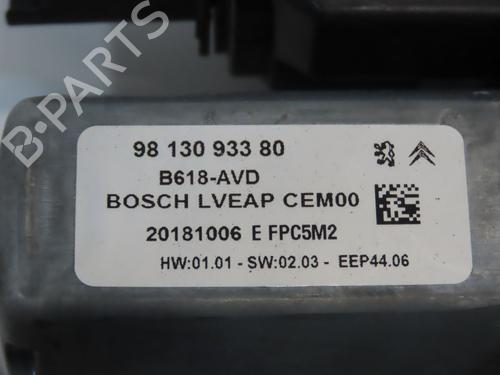 98 130 933 80
B618-AVD
BOSCH LVEAP CEM00
20181006 E FPC5M2
HW:01.01 - SW:02.03 - EEP44.06
B-PARTS